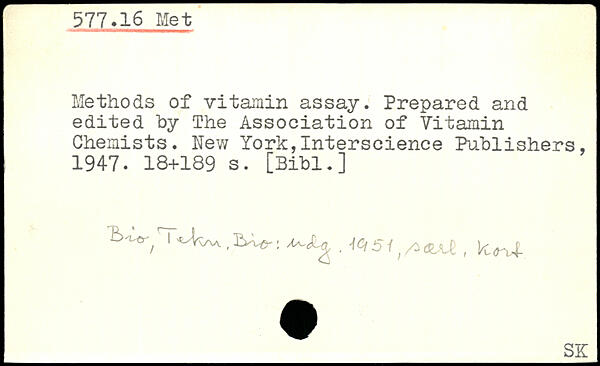 577.16 Met
Methods of vitamin assay. Prepared and
edited by The Association of Vitamin
Chemists. New York,Interscience Publishers,
1947. 18+189 s. [Bibl.]
Bio, Tekn. Bio: udg. 1951, særl. kort
SK